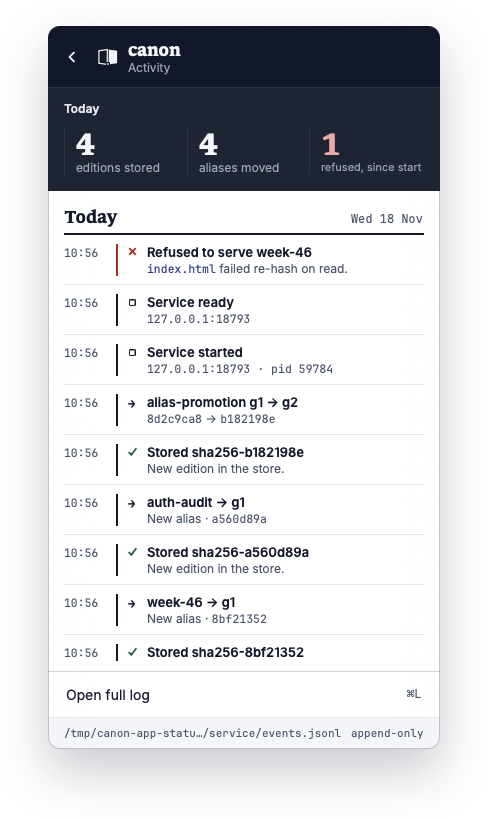 canon
Activity
Today
4 4 1
editions stored aliases moved refused, since start
Today Wed 18 Nov
10:56 × Refused to serve week-46
index.html failed re-hash on read.
10:56 Service ready
127.0.0.1:18793
10:56 Service started
127.0.0.1:18793 · pid 59784
10:56 → alias-promotion g1 → g2
8d2c9ca8 → b182198e
10:56 ✓ Stored sha256-b182198e
New edition in the store.
10:56 → auth-audit → g1
New alias · a560d89a
10:56 ✓ Stored sha256-a560d89a
New edition in the store.
10:56 → week-46 → g1
New alias · 8bf21352
10:56 ✓ Stored sha256-8bf21352
Open full log ⌘L
/tmp/canon-app-statu…/service/events.jsonl append-only